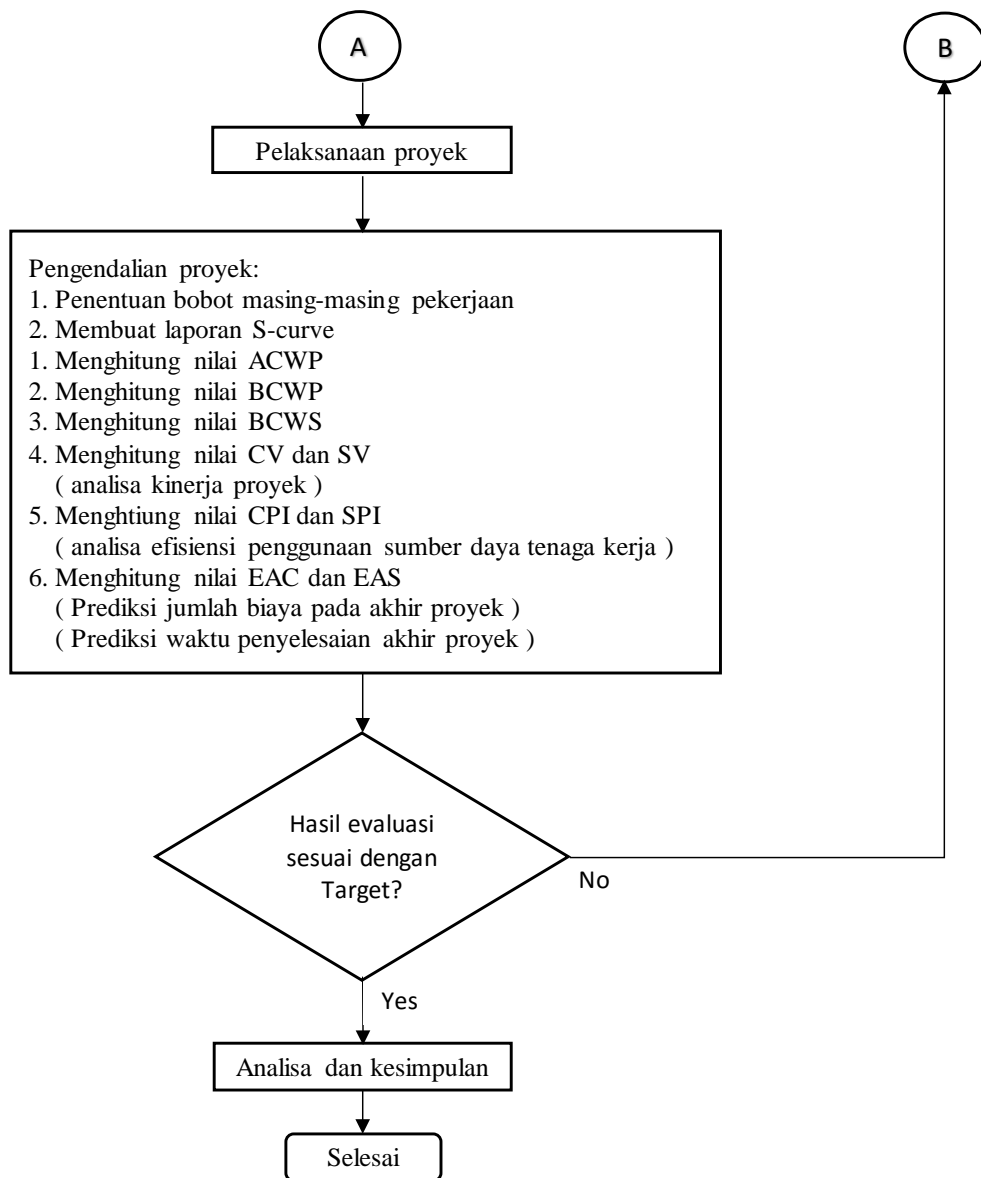 A
B
Pelaksanaan proyek
Pengendalian proyek:
1. Penentuan bobot masing-masing pekerjaan
2. Membuat laporan S-curve
1. Menghitung nilai ACWP
2. Menghitung nilai BCWP
3. Menghitung nilai BCWS
4. Menghitung nilai CV dan SV
( analisa kinerja proyek )
5. Menghtiung nilai CPI dan SPI
( analisa efisiensi penggunaan sumber daya tenaga kerja )
6. Menghitung nilai EAC dan EAS
( Prediksi jumlah biaya pada akhir proyek )
( Prediksi waktu penyelesaian akhir proyek )
Hasil evaluasi
sesuai dengan
Target?
No
Yes
Analisa dan kesimpulan
Selesai